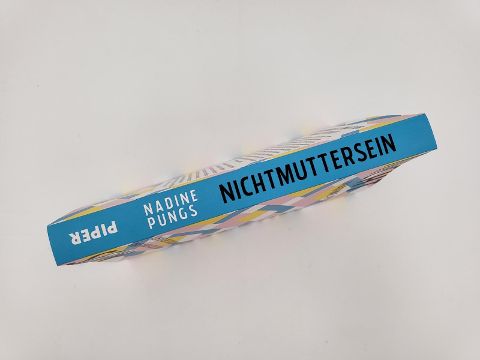 PIPER
NADINE
PUNGS
NICHTMUTTERSEIN